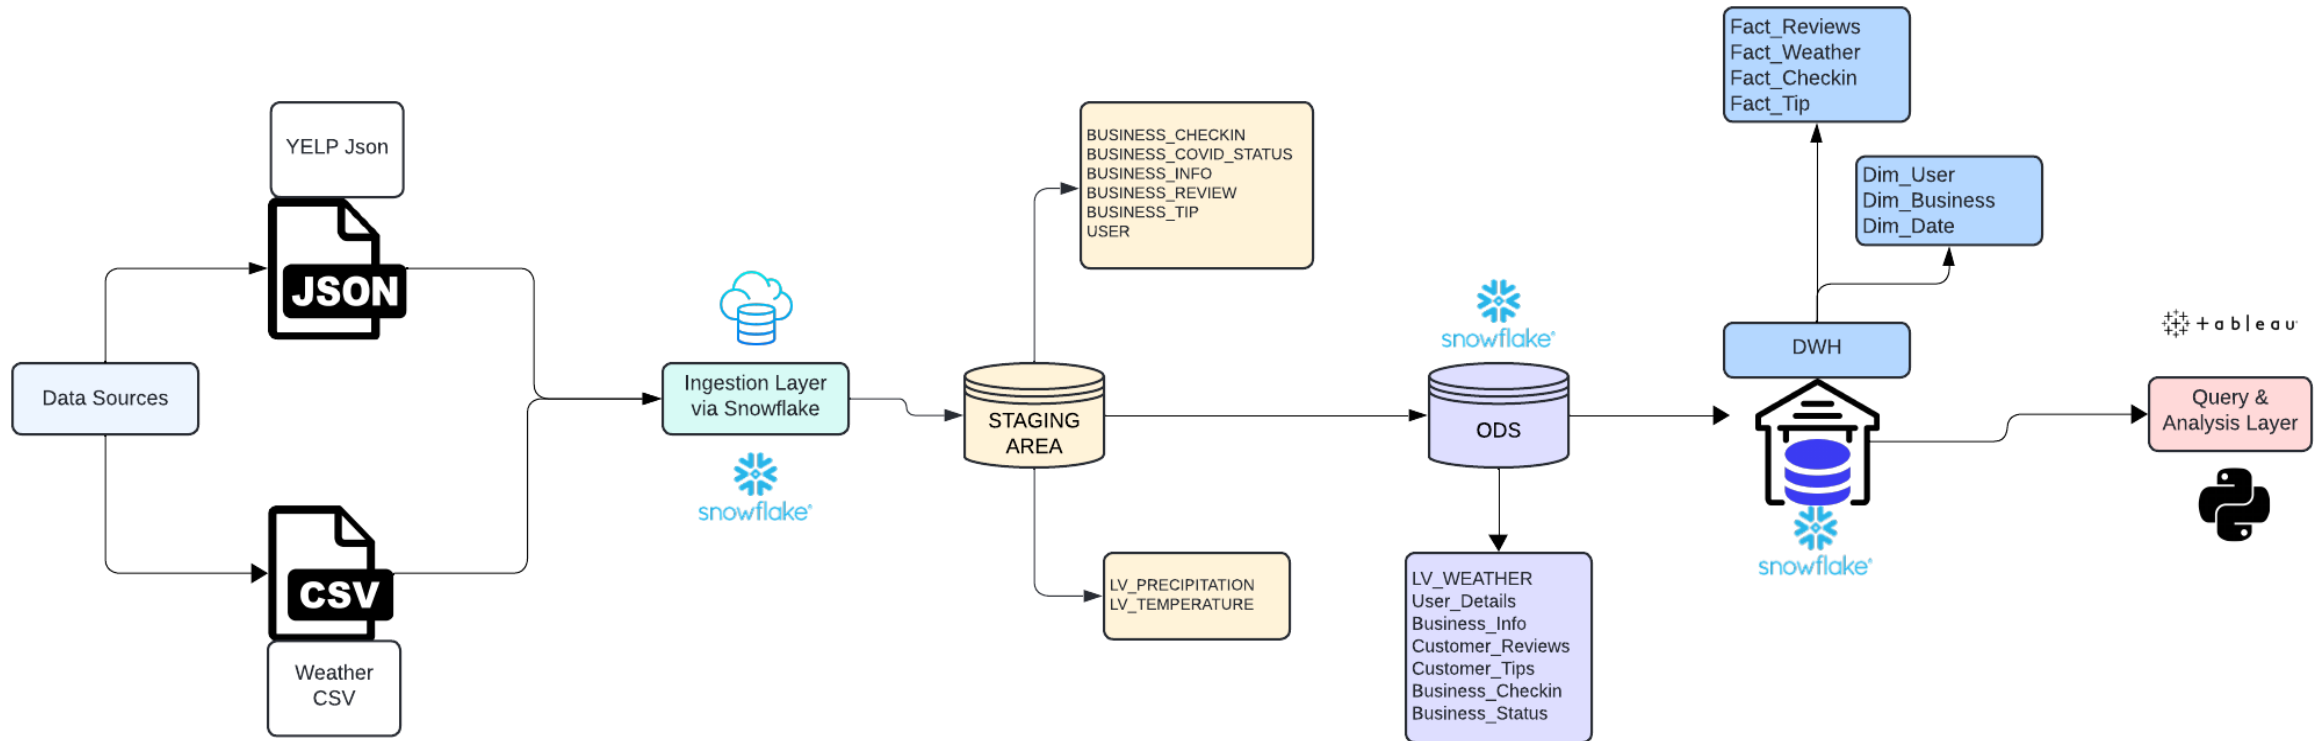 Data Sources
YELP Json
JSON
CSV
Weather
CSV
Ingestion Layer
via Snowflake
snowflake®
STAGING
AREA
BUSINESS_CHECKIN
BUSINESS_COVID_STATUS
BUSINESS_INFO
BUSINESS_REVIEW
BUSINESS_TIP
USER
LV_PRECIPITATION
LV_TEMPERATURE
snowflake®
ODS
LV_WEATHER
User_Details
Business_Info
Customer_Reviews
Customer_Tips
Business_Checkin
Business_Status
Fact_Reviews
Fact_Weather
Fact_Checkin
Fact_Tip
Dim_User
Dim_Business
Dim_Date
DWH
snowflake®
+ableau
Query &
Analysis Layer